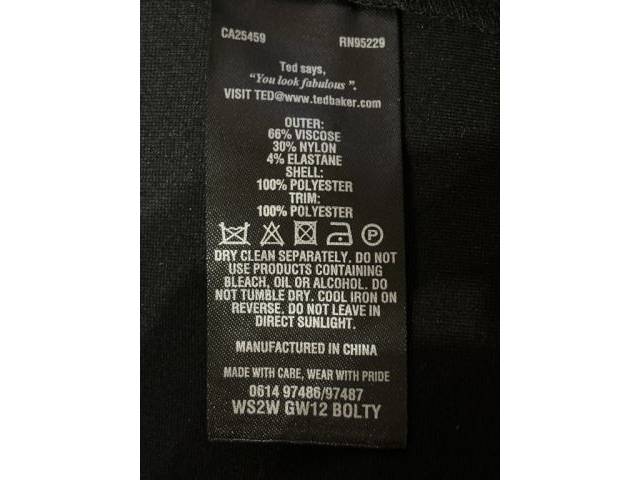 CA25459 RN95229
Ted says,
"You look fabulous".
VISIT TED@www.tedbaker.com
OUTER:
66% VISCOSE
30% NYLON
4% ELASTANE
SHELL:
100% POLYESTER
TRIM:
100% POLYESTER
P
DRY CLEAN SEPARATELY. DO NOT
USE PRODUCTS CONTAINING
BLEACH, OIL OR ALCOHOL. DO
NOT TUMBLE DRY. COOL IRON ON
REVERSE. DO NOT LEAVE IN
DIRECT SUNLIGHT.
MANUFACTURED IN CHINA
MADE WITH CARE, WEAR WITH PRIDE
0614 97486/97487
WS2W GW12 BOLTY